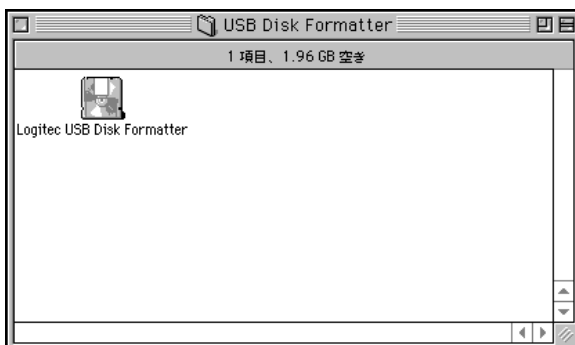 USB Disk Formatter
1 項目、1.96 GB 空き
Logitec USB Disk Formatter